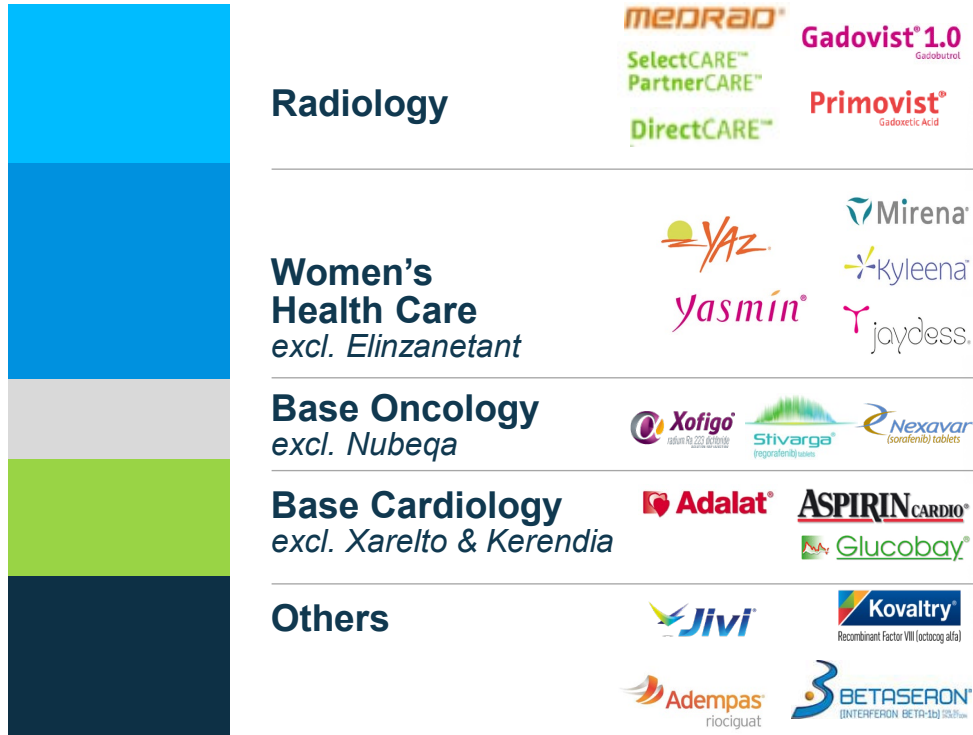 Radiology
MEDRAD®
SelectCARE™
PartnerCARE™
DirectCARE™
Gadovist® 1.0
Gadobutrol
Primovist®
Gadoxetic Acid
Women’s
Health Care
excl. Elinzanetant
YAZ
Yasmin®
Mirena®
Kyleena™
jaydess®
Base Oncology
excl. Nubeqa
Xofigo®
radium Ra 223 dichloride
Stivarga®
(regorafenib) tablets
Nexavar
(sorafenib) tablets
Base Cardiology
excl. Xarelto & Kerendia
Adalat®
ASPIRIN CARDIO®
Glucobay®
Others
Jivi®
Kovaltry®
Recombinant Factor VIII (octocog alfa)
Adempas®
riociguat
BETASERON®
[INTERFERON BETA-1b]